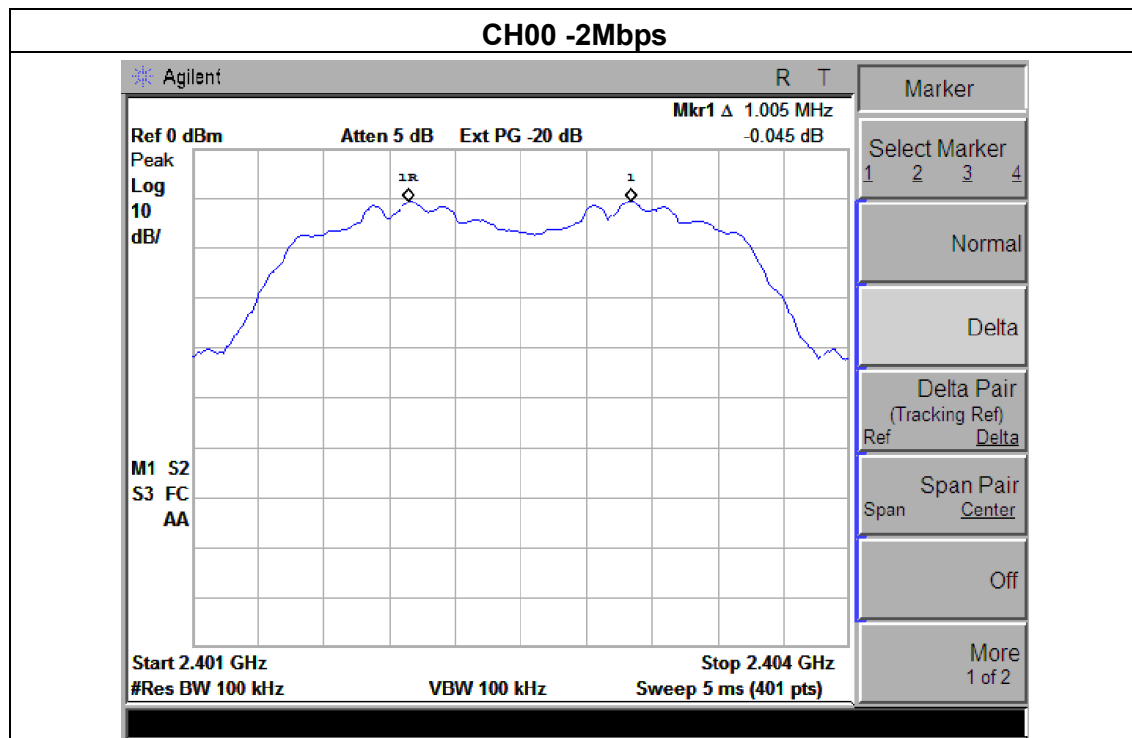 CH00 -2Mbps
Agilent R T
Mkr1 Δ 1.005 MHz
Ref 0 dBm Atten 5 dB Ext PG -20 dB -0.045 dB
Peak
Log
10
dB/
1R 1
M1 S2
S3 FC
AA
Start 2.401 GHz Stop 2.404 GHz
#Res BW 100 kHz VBW 100 kHz Sweep 5 ms (401 pts)
Marker
Select Marker
1 2 3 4
Normal
Delta
Delta Pair
(Tracking Ref)
Ref Delta
Span Pair
Span Center
Off
More
1 of 2